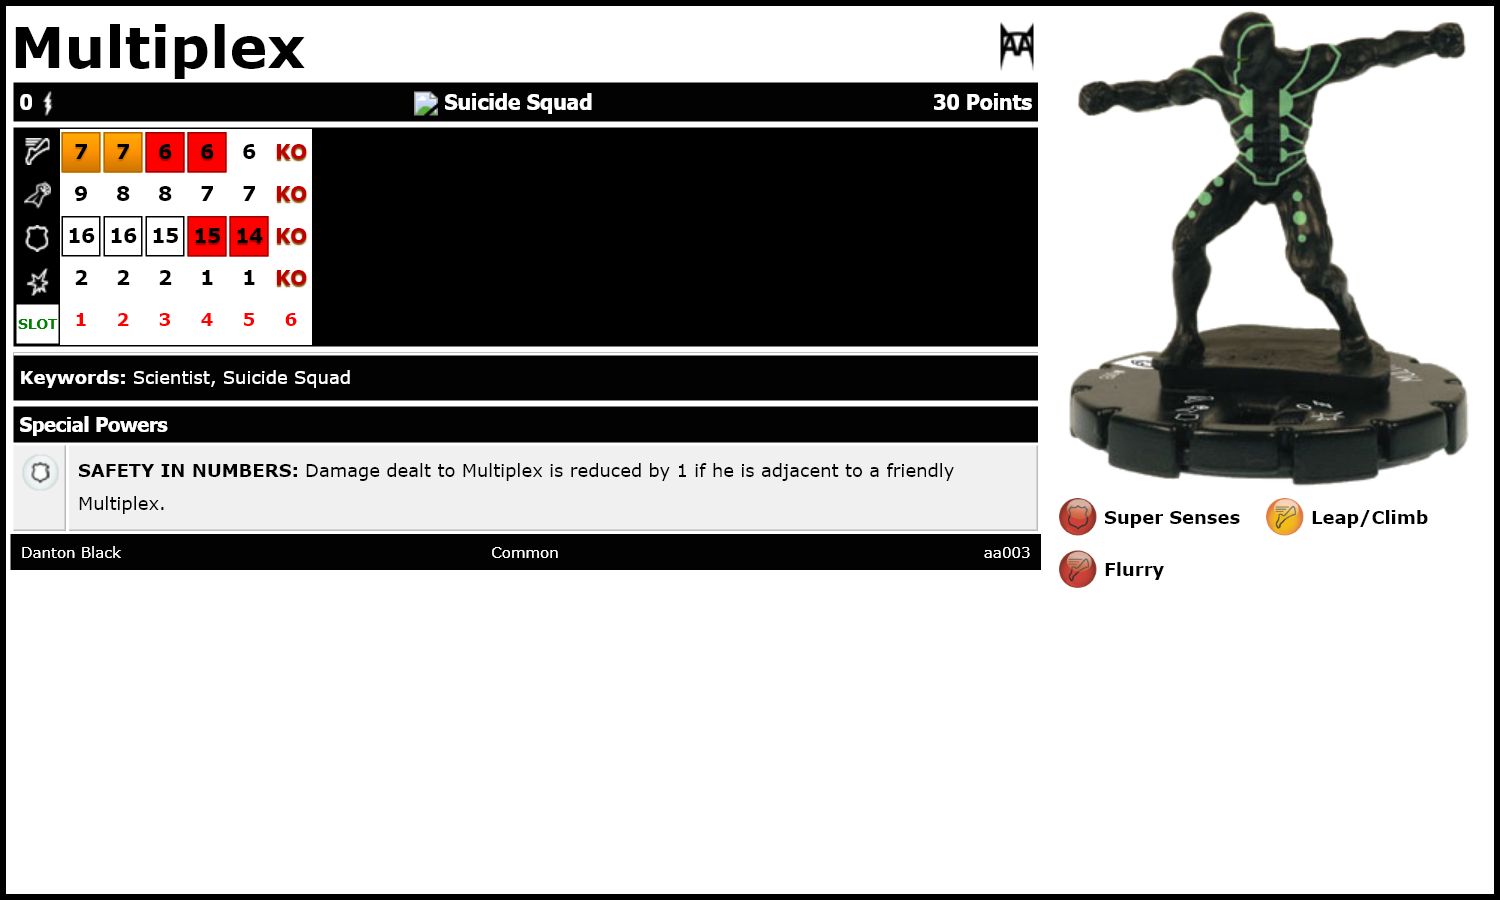 Multiplex
0 Suicide Squad 30 Points
7 7 6 6 6 KO
9 8 8 7 7 KO
16 16 15 15 14 KO
2 2 2 1 1 KO
SLOT 1 2 3 4 5 6
Keywords: Scientist, Suicide Squad
Special Powers
SAFETY IN NUMBERS: Damage dealt to Multiplex is reduced by 1 if he is adjacent to a friendly
Multiplex.
Danton Black Common aa003
Super Senses Leap/Climb
Flurry